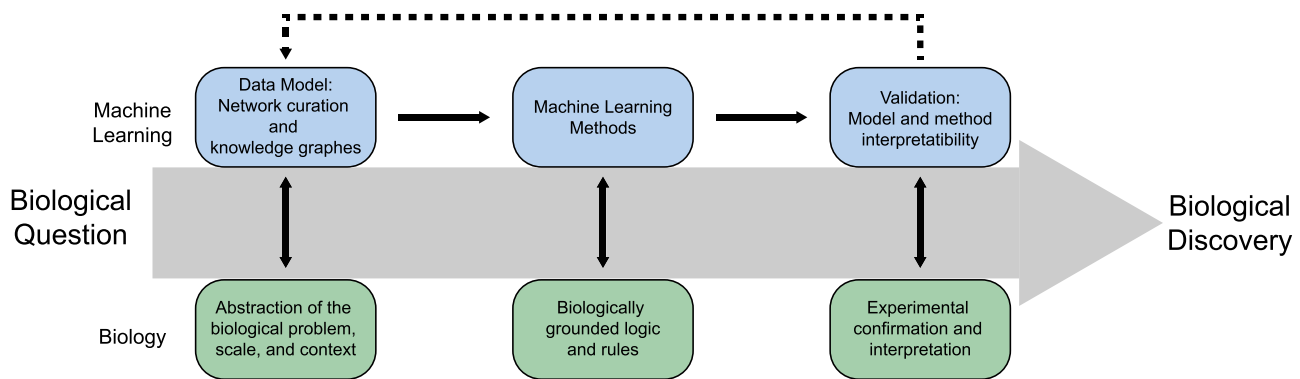 Machine
Learning
Data Model:
Network curation
and
knowledge graphes
Machine Learning
Methods
Validation:
Model and method
interpretatibility
Biological
Question
Biological
Discovery
Biology
Abstraction of the
biological problem,
scale, and context
Biologically
grounded logic
and rules
Experimental
confirmation and
interpretation